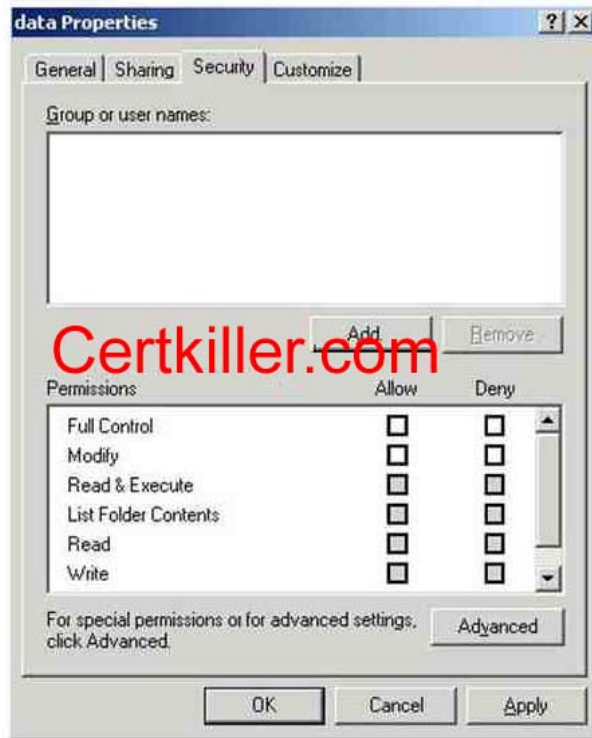 data Properties
General Sharing Security Customize
Group or user names:
Add...
Remove
Certkiller.com
Permissions Allow Deny
Full Control
Modify
Read & Execute
List Folder Contents
Read
Write
For special permissions or for advanced settings,
click Advanced.
Advanced
OK Cancel Apply